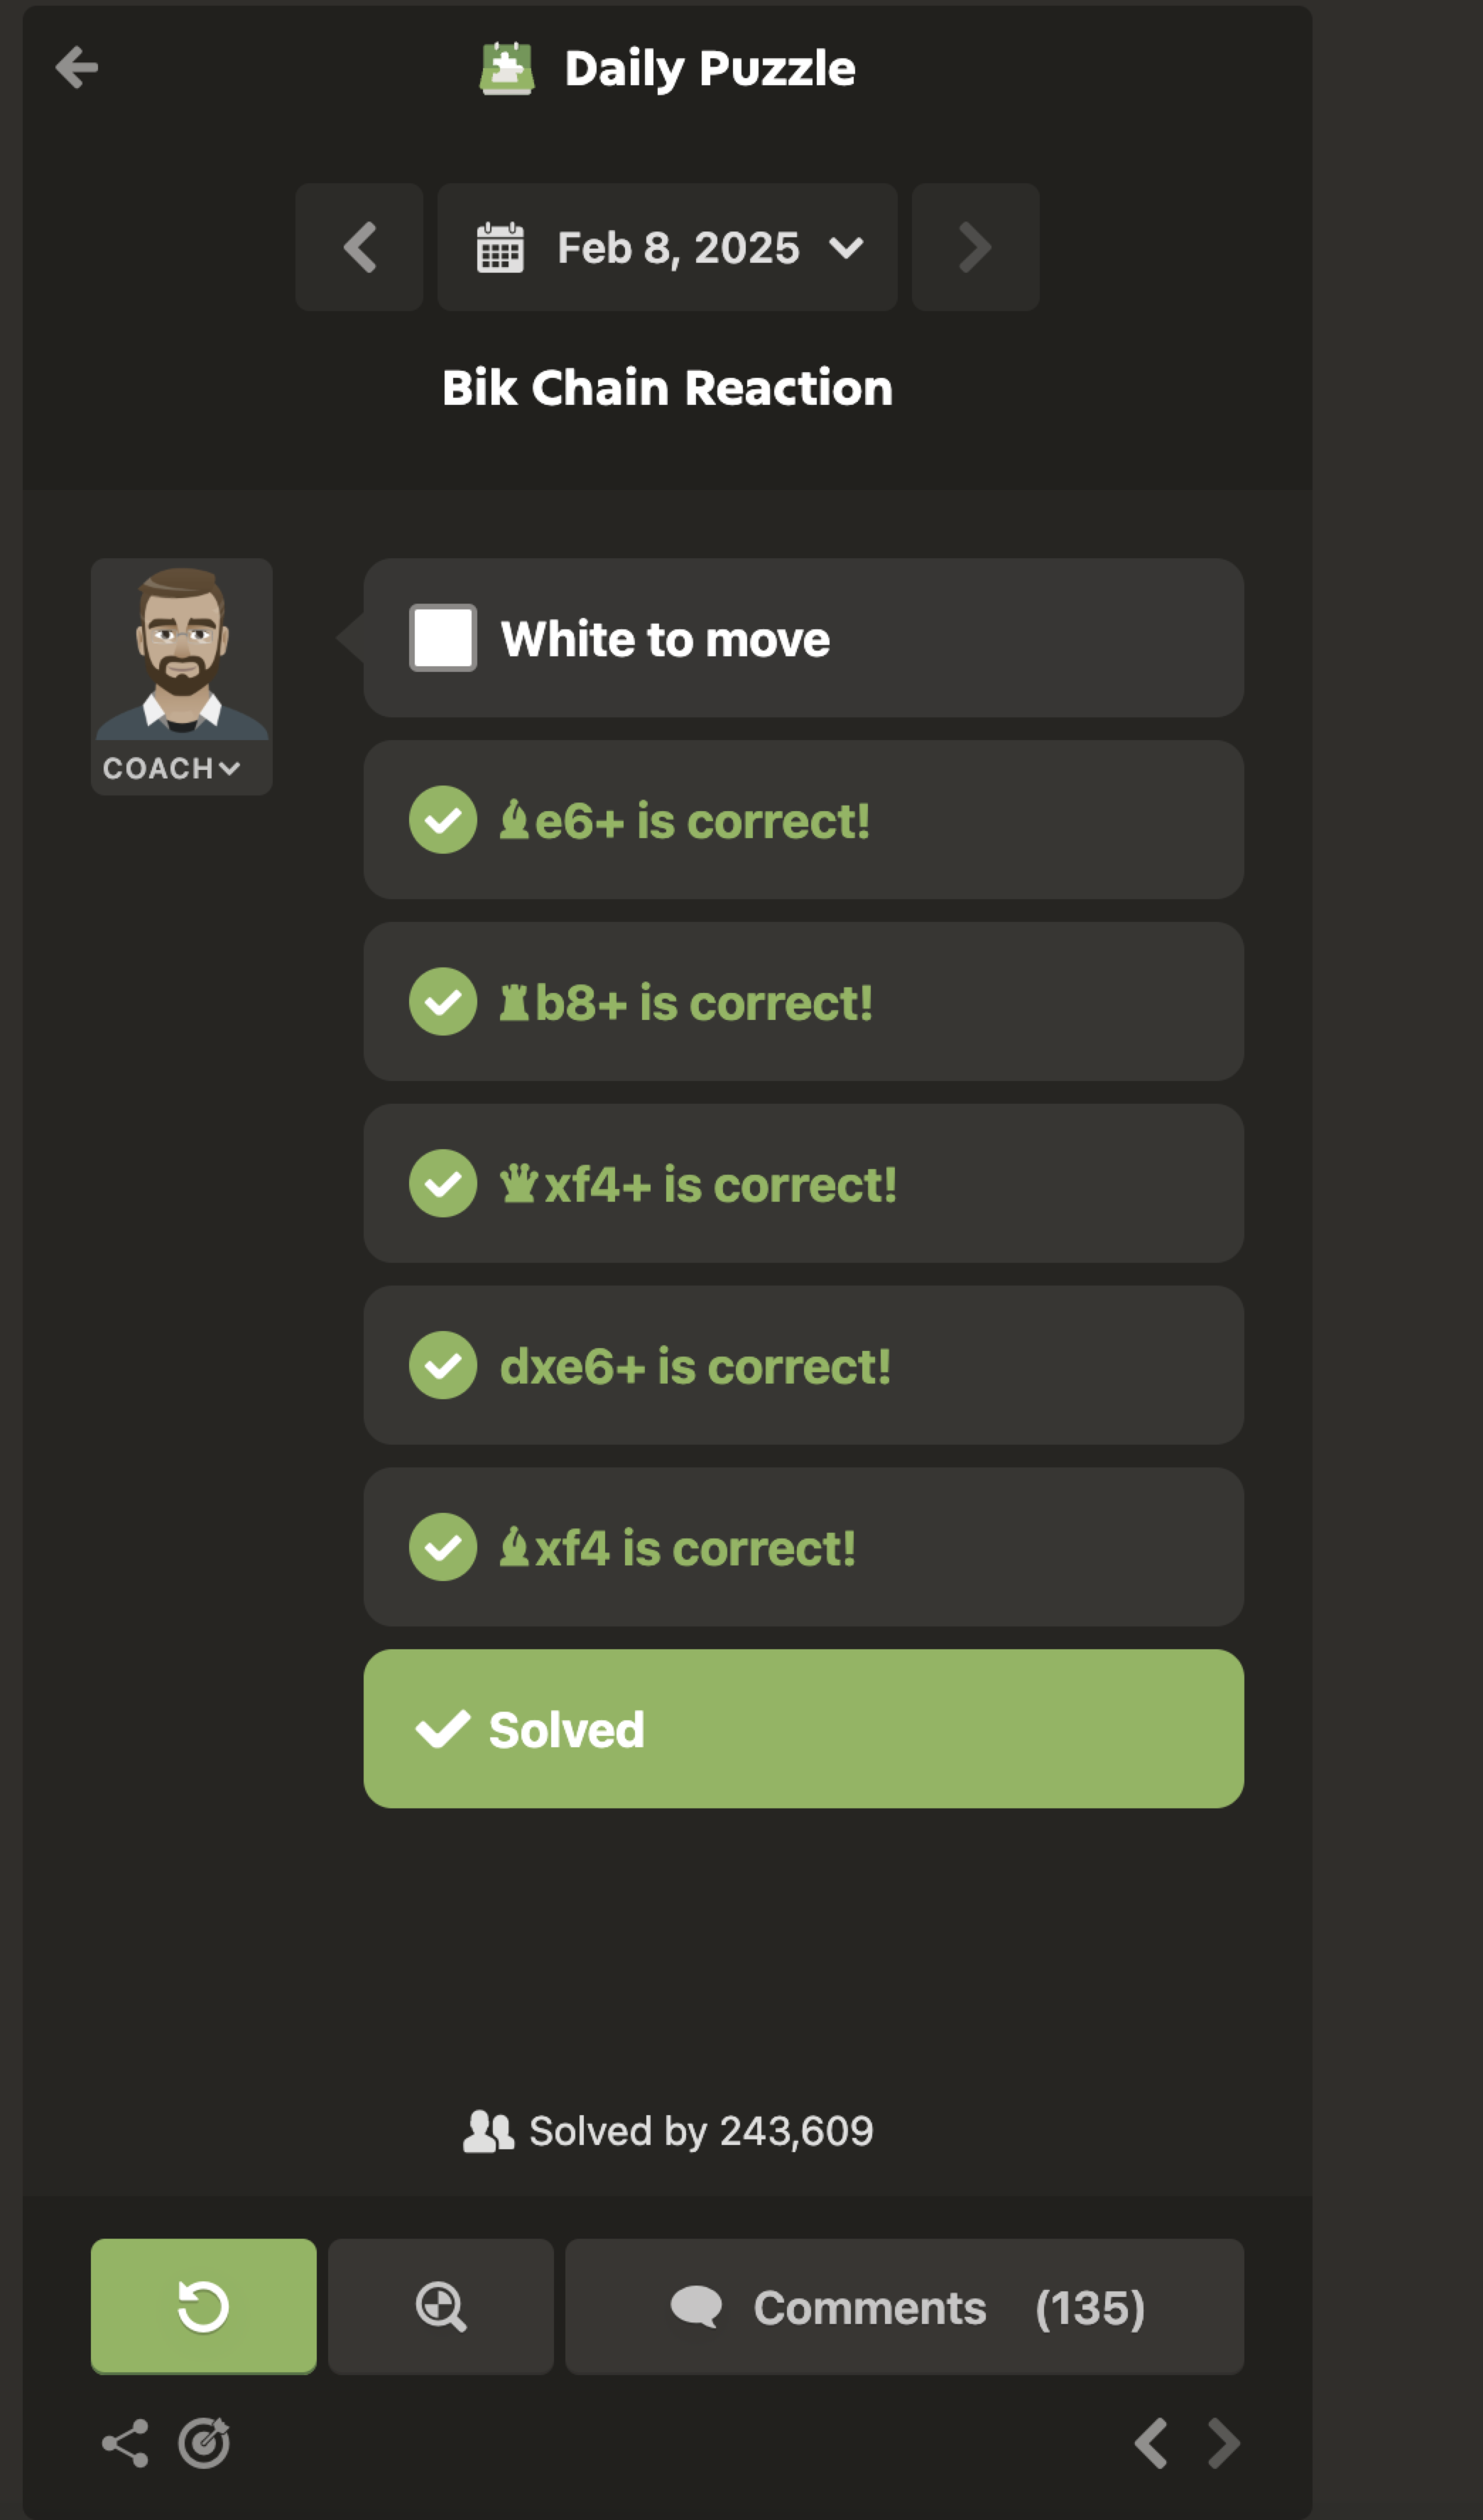 Daily Puzzle
Feb 8, 2025
Bik Chain Reaction
White to move
COACH
♝e6+ is correct!
♜b8+ is correct!
♛xf4+ is correct!
dxe6+ is correct!
♝xf4 is correct!
Solved
Solved by 243,609
Comments (135)